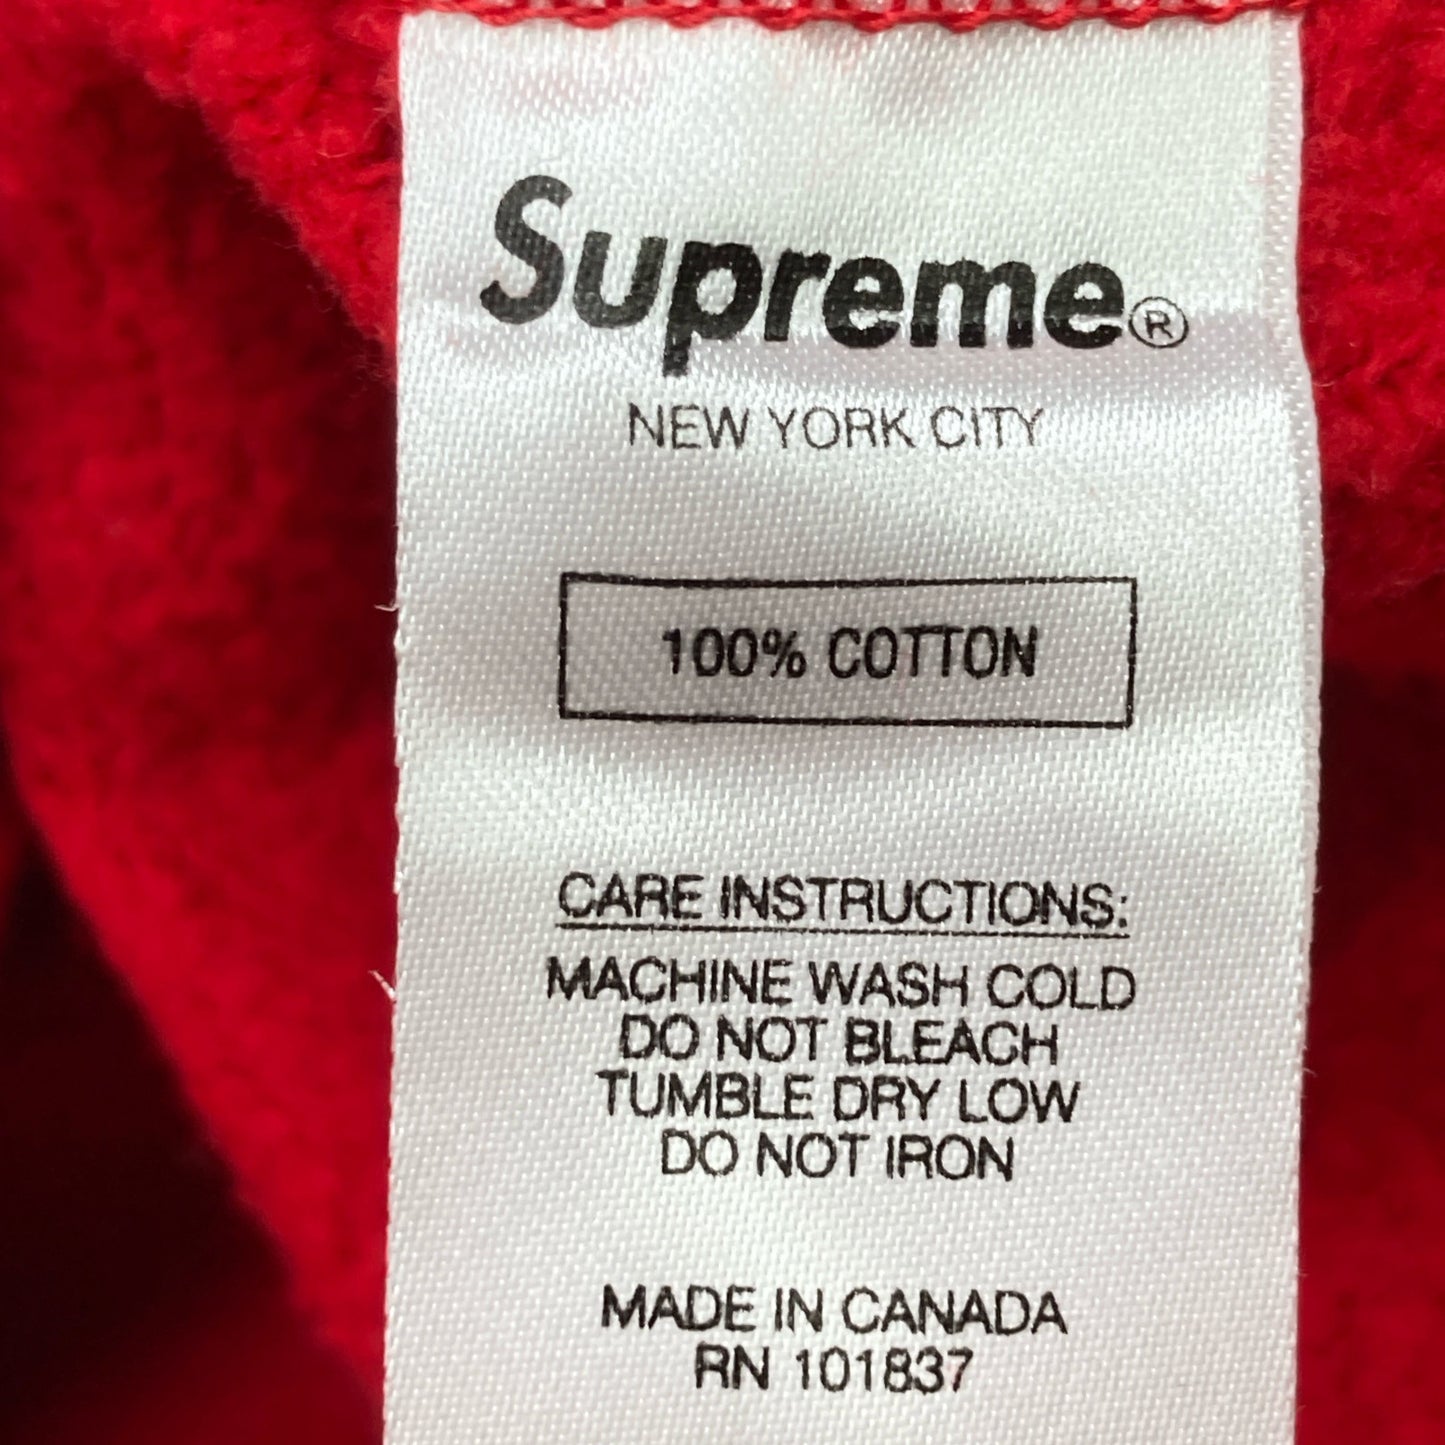 Supreme®
NEW YORK CITY
100% COTTON
CARE INSTRUCTIONS:
MACHINE WASH COLD
DO NOT BLEACH
TUMBLE DRY LOW
DO NOT IRON
MADE IN CANADA
RN 101837